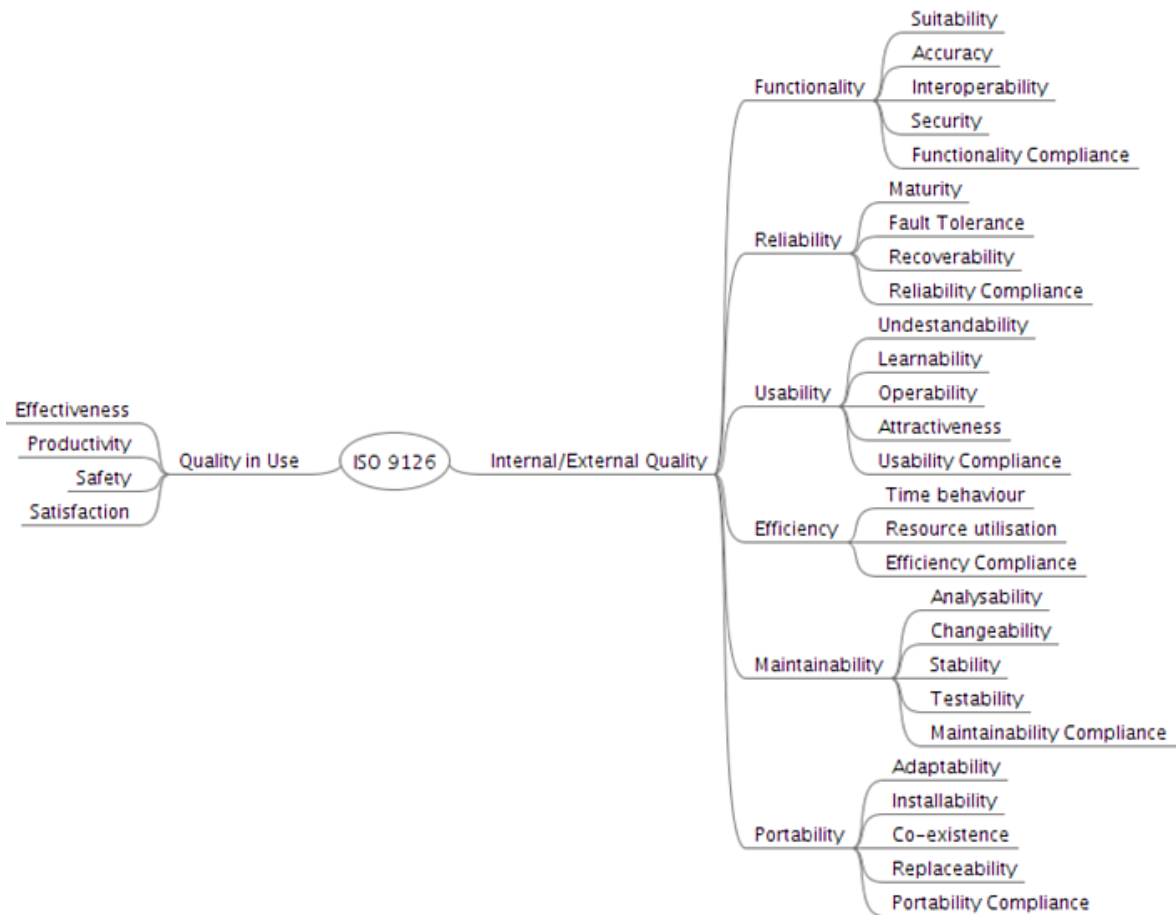 Suitability
Accuracy
Functionality
Interoperability
Security
Functionality Compliance
Maturity
Fault Tolerance
Reliability
Recoverability
Reliability Compliance
Undestandability
Learnability
Usability
Operability
Attractiveness
Usability Compliance
Effectiveness
Productivity
Safety
Satisfaction
Quality in Use
ISO 9126
Internal/External Quality
Time behaviour
Efficiency
Resource utilisation
Efficiency Compliance
Analysability
Changeability
Maintainability
Stability
Testability
Maintainability Compliance
Adaptability
Installability
Portability
Co-existence
Replaceability
Portability Compliance